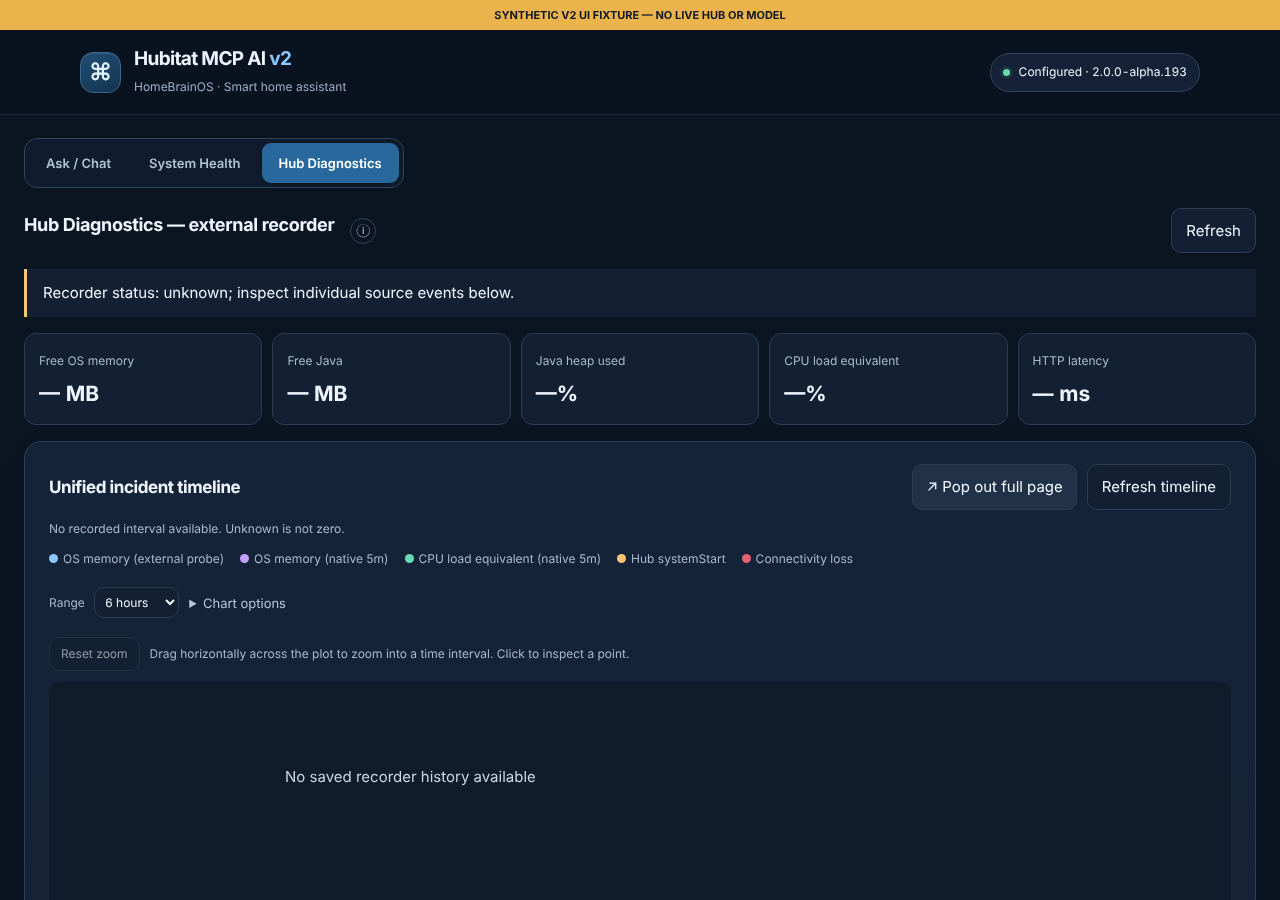 SYNTHETIC V2 UI FIXTURE — NO LIVE HUB OR MODEL
⌘
Hubitat MCP AI v2
HomeBrainOS · Smart home assistant
Configured · 2.0.0-alpha.193
Ask / Chat
System Health
Hub Diagnostics
Hub Diagnostics — external recorder
Refresh
Recorder status: unknown; inspect individual source events below.
Free OS memory
— MB
Free Java
— MB
Java heap used
—%
CPU load equivalent
—%
HTTP latency
— ms
Unified incident timeline
↗ Pop out full page
Refresh timeline
No recorded interval available. Unknown is not zero.
OS memory (external probe)
OS memory (native 5m)
CPU load equivalent (native 5m)
Hub systemStart
Connectivity loss
Range
6 hours
▶ Chart options
Reset zoom
Drag horizontally across the plot to zoom into a time interval. Click to inspect a point.
No saved recorder history available